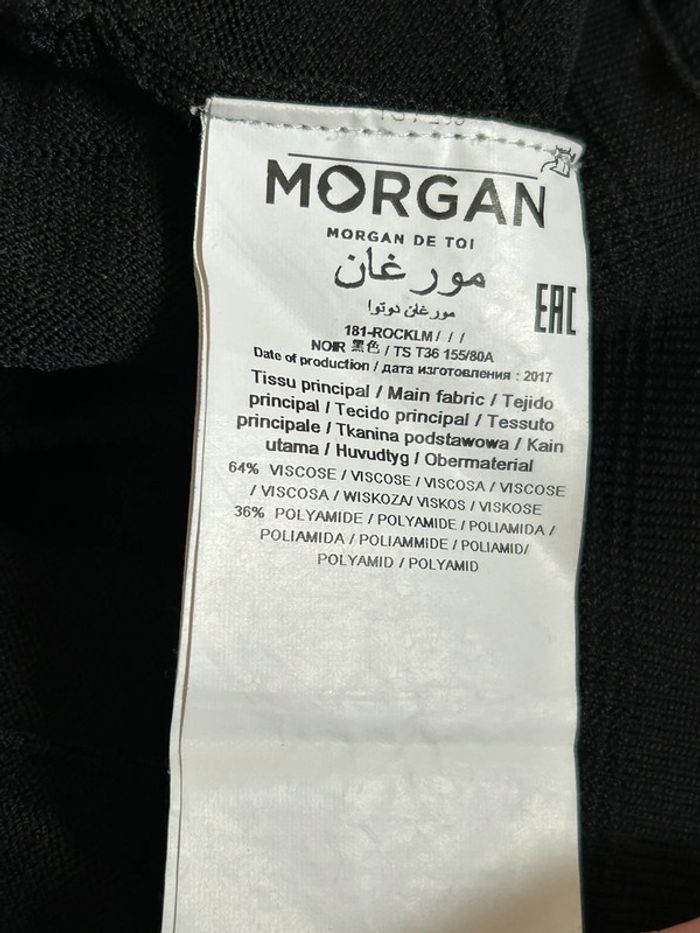 MORGAN
MORGAN DE TOI
مورغان
مورغان دوتوا
EAC
181-ROCKLM / / /
NOIR 黑色 / TS T36 155/80A
Date of production / дата изготовления : 2017
Tissu principal / Main fabric / Tejido
principal / Tecido principal / Tessuto
principale / Tkanina podstawowa / Kain
utama / Huvudtyg / Obermaterial
64% VISCOSE / VISCOSE / VISCOSA / VISCOSE
/ VISCOSA / WISKOZA/ VISKOS / VISKOSE
36% POLYAMIDE / POLYAMIDE / POLIAMIDA /
POLIAMIDA / POLIAMMIDE / POLIAMID/
POLYAMID / POLYAMID